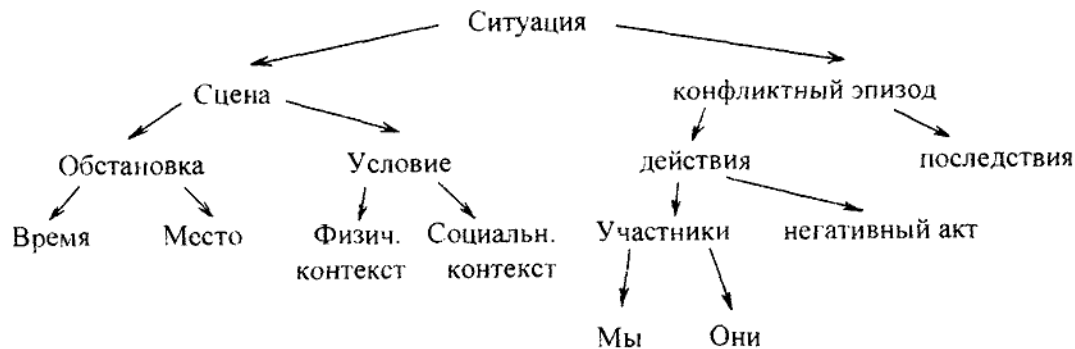 Ситуация
Сцена
конфликтный эпизод
Обстановка
Условие
действия
последствия
Время
Место
Физич.
контекст
Социальн.
контекст
Участники
негативный акт
Мы
Они